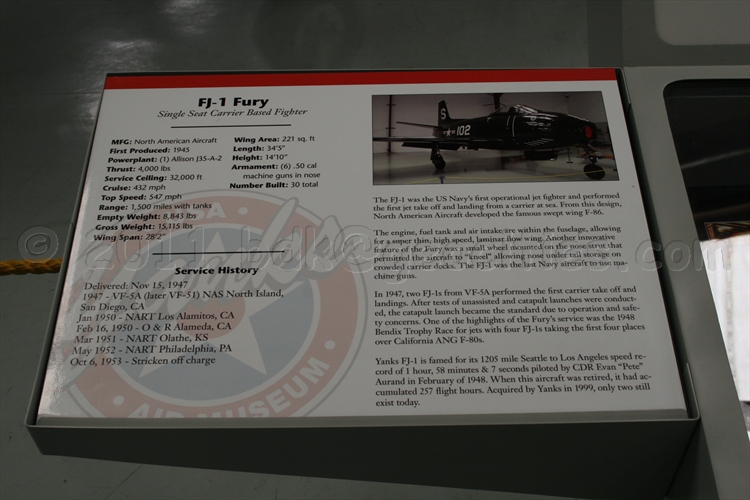 FJ-1 Fury
Single Seat Carrier Based Fighter
MFG: North American Aircraft
First Produced: 1945
Powerplant: (1) Allison J35-A-2
Thrust: 4,000 lbs
Service Ceiling: 32,000 ft
Cruise: 432 mph
Top Speed: 547 mph
Range: 1,500 miles with tanks
Empty Weight: 8,843 lbs
Gross Weight: 15,115 lbs
Wing Span: 28'2"
Wing Area: 221 sq. ft
Length: 34'5"
Height: 14'10"
Armament: (6) .50 cal
machine guns in nose
Number Built: 30 total
Service History
Delivered: Nov 15, 1947
1947 - VF-5A (later VF-51) NAS North Island,
San Diego, CA
Jan 1950 - NART Los Alamitos, CA
Feb 16, 1950 - O & R Alameda, CA
Mar 1951 - NART Olathe, KS
May 1952 - NART Philadelphia, PA
Oct 6, 1953 - Stricken off charge
S
102
The FJ-1 was the US Navy's first operational jet fighter and performed
the first jet take off and landing from a carrier at sea. From this design,
North American Aircraft developed the famous swept wing F-86.
The engine, fuel tank and air intake are within the fuselage, allowing
for a super thin, high speed, laminar flow wing. Another innovative
feature of the Fury was a small wheel mounted on the nose strut that
permitted the aircraft to "kneel" allowing nose under tail storage on
crowded carrier docks. The FJ-1 was the last Navy aircraft to use ma-
chine guns.
In 1947, two FJ-1s from VF-5A performed the first carrier take off and
landings. After tests of unassisted and catapult launches were conduct-
ed, the catapult launch became the standard due to operation and safe-
ty concerns. One of the highlights of the Fury's service was the 1948
Bendix Trophy Race for jets with four FJ-1s taking the first four places
over California ANG F-80s.
Yanks FJ-1 is famed for its 1205 mile Seattle to Los Angeles speed re-
cord of 1 hour, 58 minutes & 7 seconds piloted by CDR Evan "Pete"
Aurand in February of 1948. When this aircraft was retired, it had ac-
cumulated 257 flight hours. Acquired by Yanks in 1999, only two still
exist today.
AIR MUSEUM